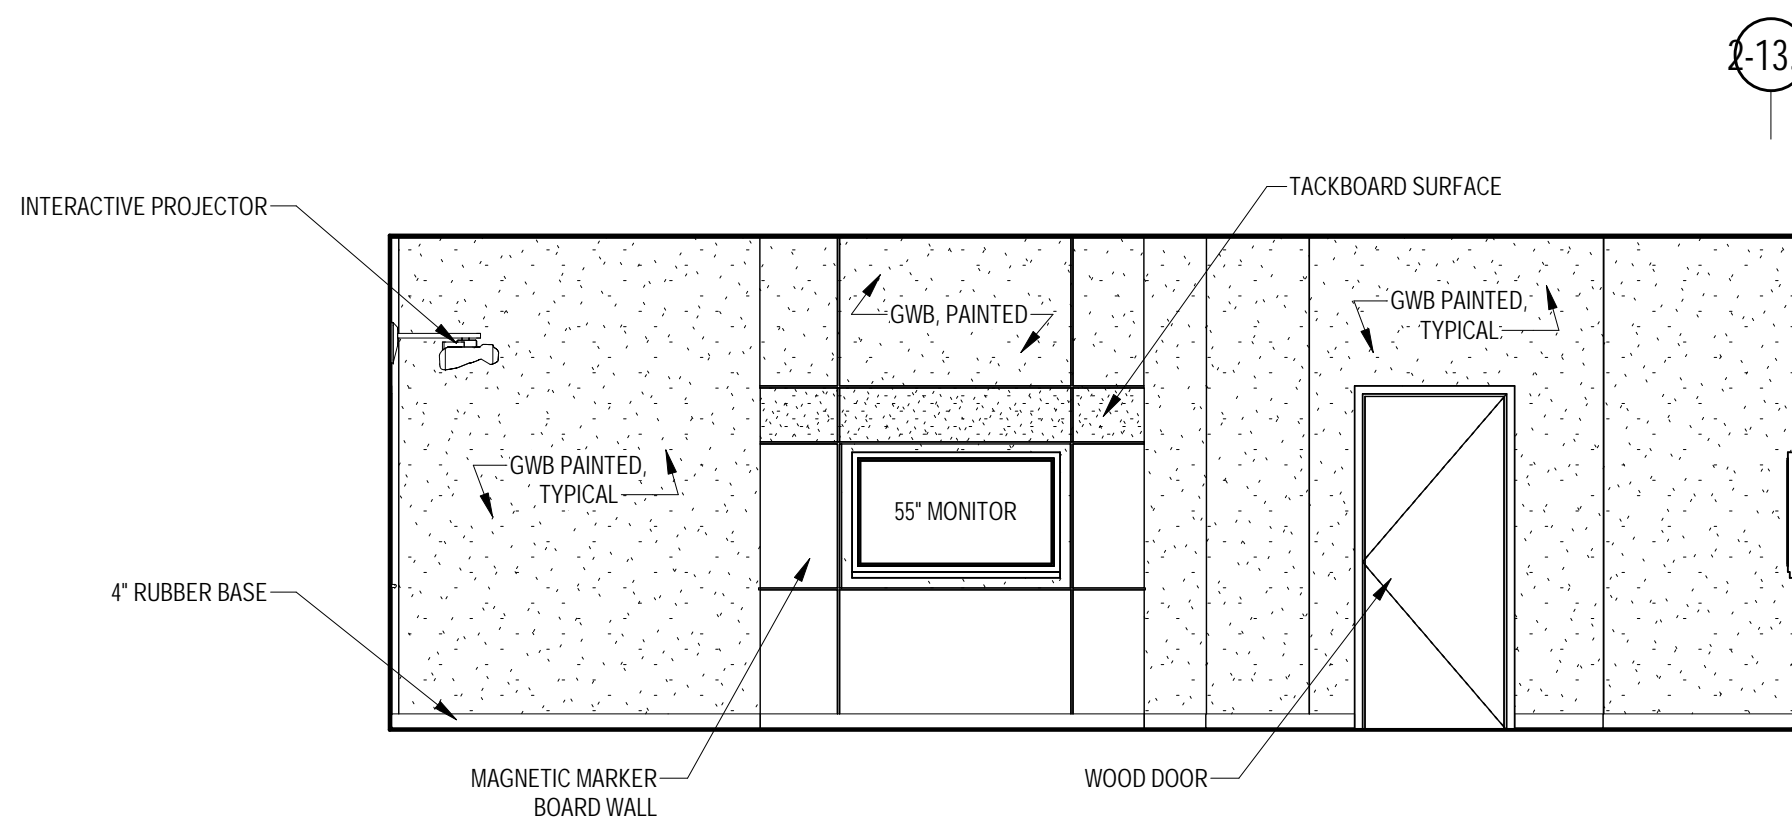 2-13.
TACKBOARD SURFACE
INTERACTIVE PROJECTOR
GWB, PAINTED
GWB PAINTED,
TYPICAL
GWB PAINTED,
TYPICAL
55" MONITOR
4" RUBBER BASE
MAGNETIC MARKER
BOARD WALL
WOOD DOOR